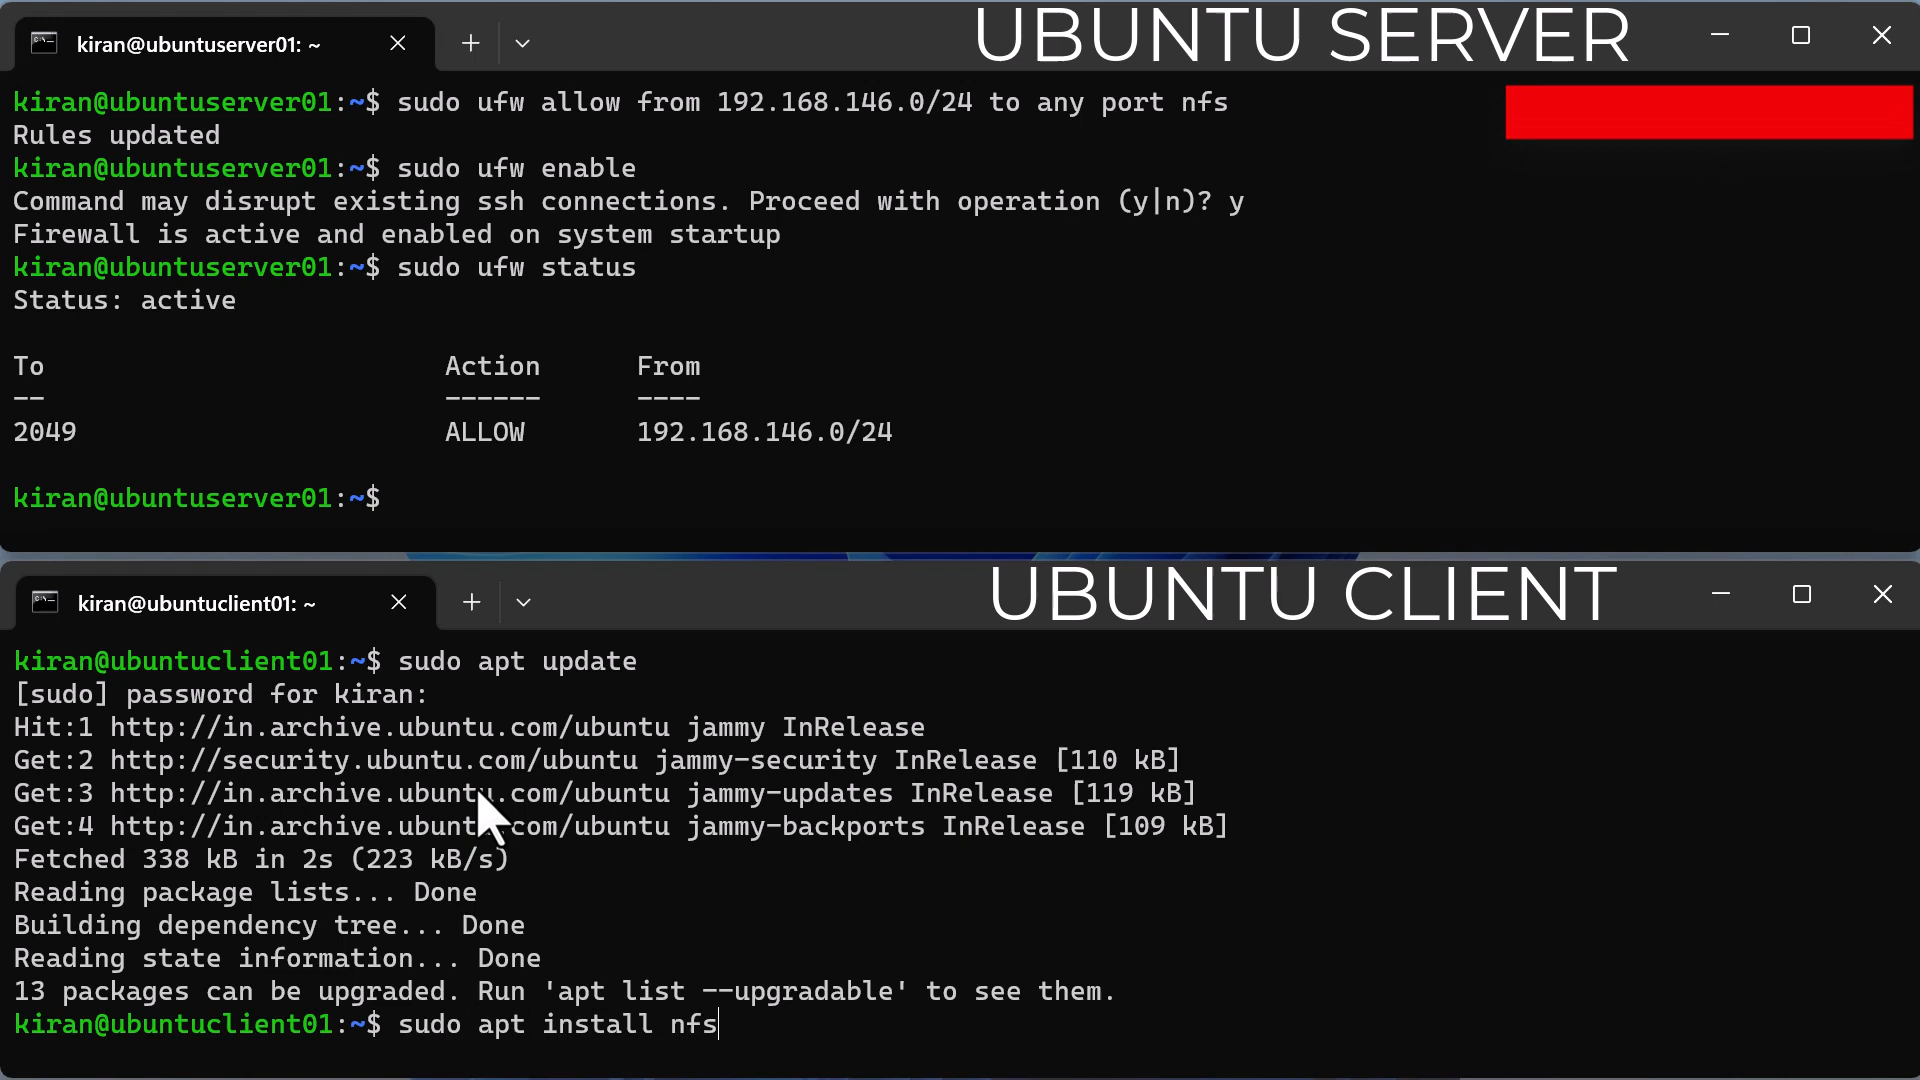 kiran@ubuntuserver01: ~
UBUNTU SERVER
kiran@ubuntuserver01:~$ sudo ufw allow from 192.168.146.0/24 to any port nfs
Rules updated
kiran@ubuntuserver01:~$ sudo ufw enable
Command may disrupt existing ssh connections. Proceed with operation (y|n)? y
Firewall is active and enabled on system startup
kiran@ubuntuserver01:~$ sudo ufw status
Status: active
To Action From
-- ------ ----
2049 ALLOW 192.168.146.0/24
kiran@ubuntuserver01:~$
kiran@ubuntuclient01: ~
UBUNTU CLIENT
kiran@ubuntuclient01:~$ sudo apt update
[sudo] password for kiran:
Hit:1 http://in.archive.ubuntu.com/ubuntu jammy InRelease
Get:2 http://security.ubuntu.com/ubuntu jammy-security InRelease [110 kB]
Get:3 http://in.archive.ubuntu.com/ubuntu jammy-updates InRelease [119 kB]
Get:4 http://in.archive.ubuntu.com/ubuntu jammy-backports InRelease [109 kB]
Fetched 338 kB in 2s (223 kB/s)
Reading package lists... Done
Building dependency tree... Done
Reading state information... Done
13 packages can be upgraded. Run 'apt list --upgradable' to see them.
kiran@ubuntuclient01:~$ sudo apt install nfs